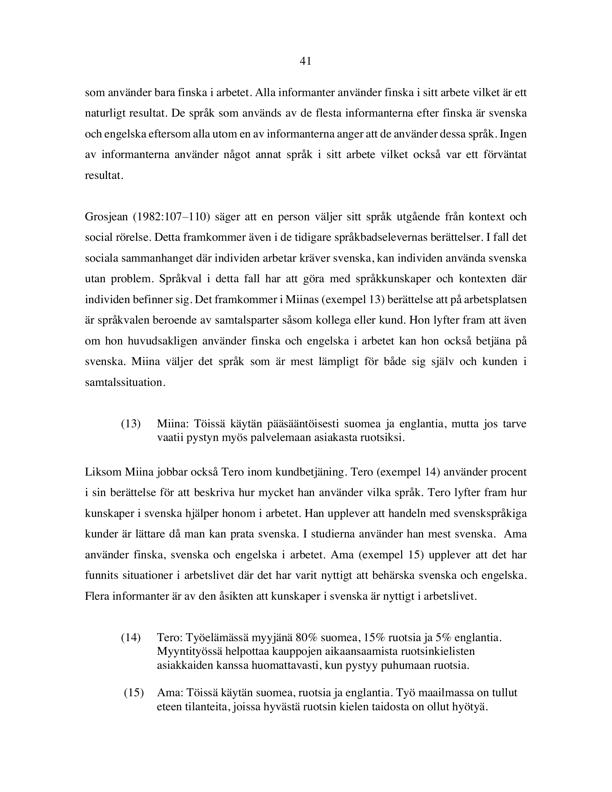 41
som använder bara finska i arbetet. Alla informanter använder finska i sitt arbete vilket är ett
naturligt resultat. De språk som används av de flesta informanterna efter finska är svenska
och engelska eftersom alla utom en av informanterna anger att de använder dessa språk. Ingen
av informanterna använder något annat språk i sitt arbete vilket också var ett förväntat
resultat.
Grosjean (1982:107–110) säger att en person väljer sitt språk utgående från kontext och
social rörelse. Detta framkommer även i de tidigare språkbadselevernas berättelser. I fall det
sociala sammanhanget där individen arbetar kräver svenska, kan individen använda svenska
utan problem. Språkval i detta fall har att göra med språkkunskaper och kontexten där
individen befinner sig. Det framkommer i Miinas (exempel 13) berättelse att på arbetsplatsen
är språkvalen beroende av samtalsparter såsom kollega eller kund. Hon lyfter fram att även
om hon huvudsakligen använder finska och engelska i arbetet kan hon också betjäna på
svenska. Miina väljer det språk som är mest lämpligt för både sig själv och kunden i
samtalssituation.
(13) Miina: Töissä käytän pääsääntöisesti suomea ja englantia, mutta jos tarve
vaatii pystyn myös palvelemaan asiakasta ruotsiksi.
Liksom Miina jobbar också Tero inom kundbetjäning. Tero (exempel 14) använder procent
i sin berättelse för att beskriva hur mycket han använder vilka språk. Tero lyfter fram hur
kunskaper i svenska hjälper honom i arbetet. Han upplever att handeln med svenskspråkiga
kunder är lättare då man kan prata svenska. I studierna använder han mest svenska. Ama
använder finska, svenska och engelska i arbetet. Ama (exempel 15) upplever att det har
funnits situationer i arbetslivet där det har varit nyttigt att behärska svenska och engelska.
Flera informanter är av den åsikten att kunskaper i svenska är nyttigt i arbetslivet.
(14) Tero: Työelämässä myyjänä 80% suomea, 15% ruotsia ja 5% englantia.
Myyntityössä helpottaa kauppojen aikaansaamista ruotsinkielisten
asiakkaiden kanssa huomattavasti, kun pystyy puhumaan ruotsia.
(15) Ama: Töissä käytän suomea, ruotsia ja englantia. Työ maailmassa on tullut
eteen tilanteita, joissa hyvästä ruotsin kielen taidosta on ollut hyötyä.